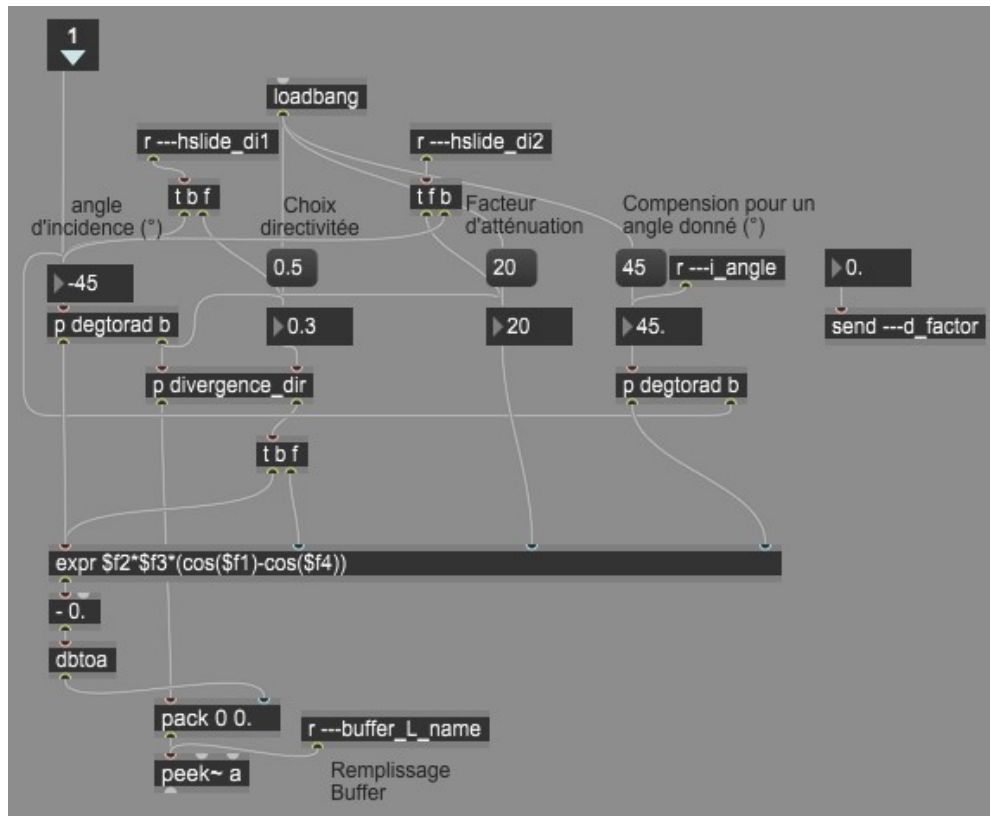 1
loadbang
r ---hslide_di1
r ---hslide_di2
t b f
t f b
angle
d'incidence (°)
Choix
directivitée
Facteur
d'atténuation
Compension pour un
angle donné (°)
-45
0.5
20
45
r ---i_angle
0.
p degtorad b
0.3
20
45.
send ---d_factor
p divergence_dir
p degtorad b
t b f
expr $f2*$f3*(cos($f1)-cos($f4))
- 0.
dbtoa
pack 0 0.
r ---buffer_L_name
peek~ a
Remplissage
Buffer